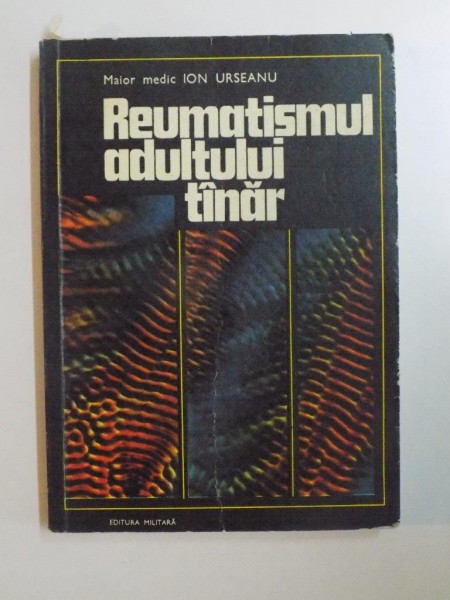 Maior medic ION URSEANU
Reumatismul
adultului
tînăr
EDITURA MILITARĂ